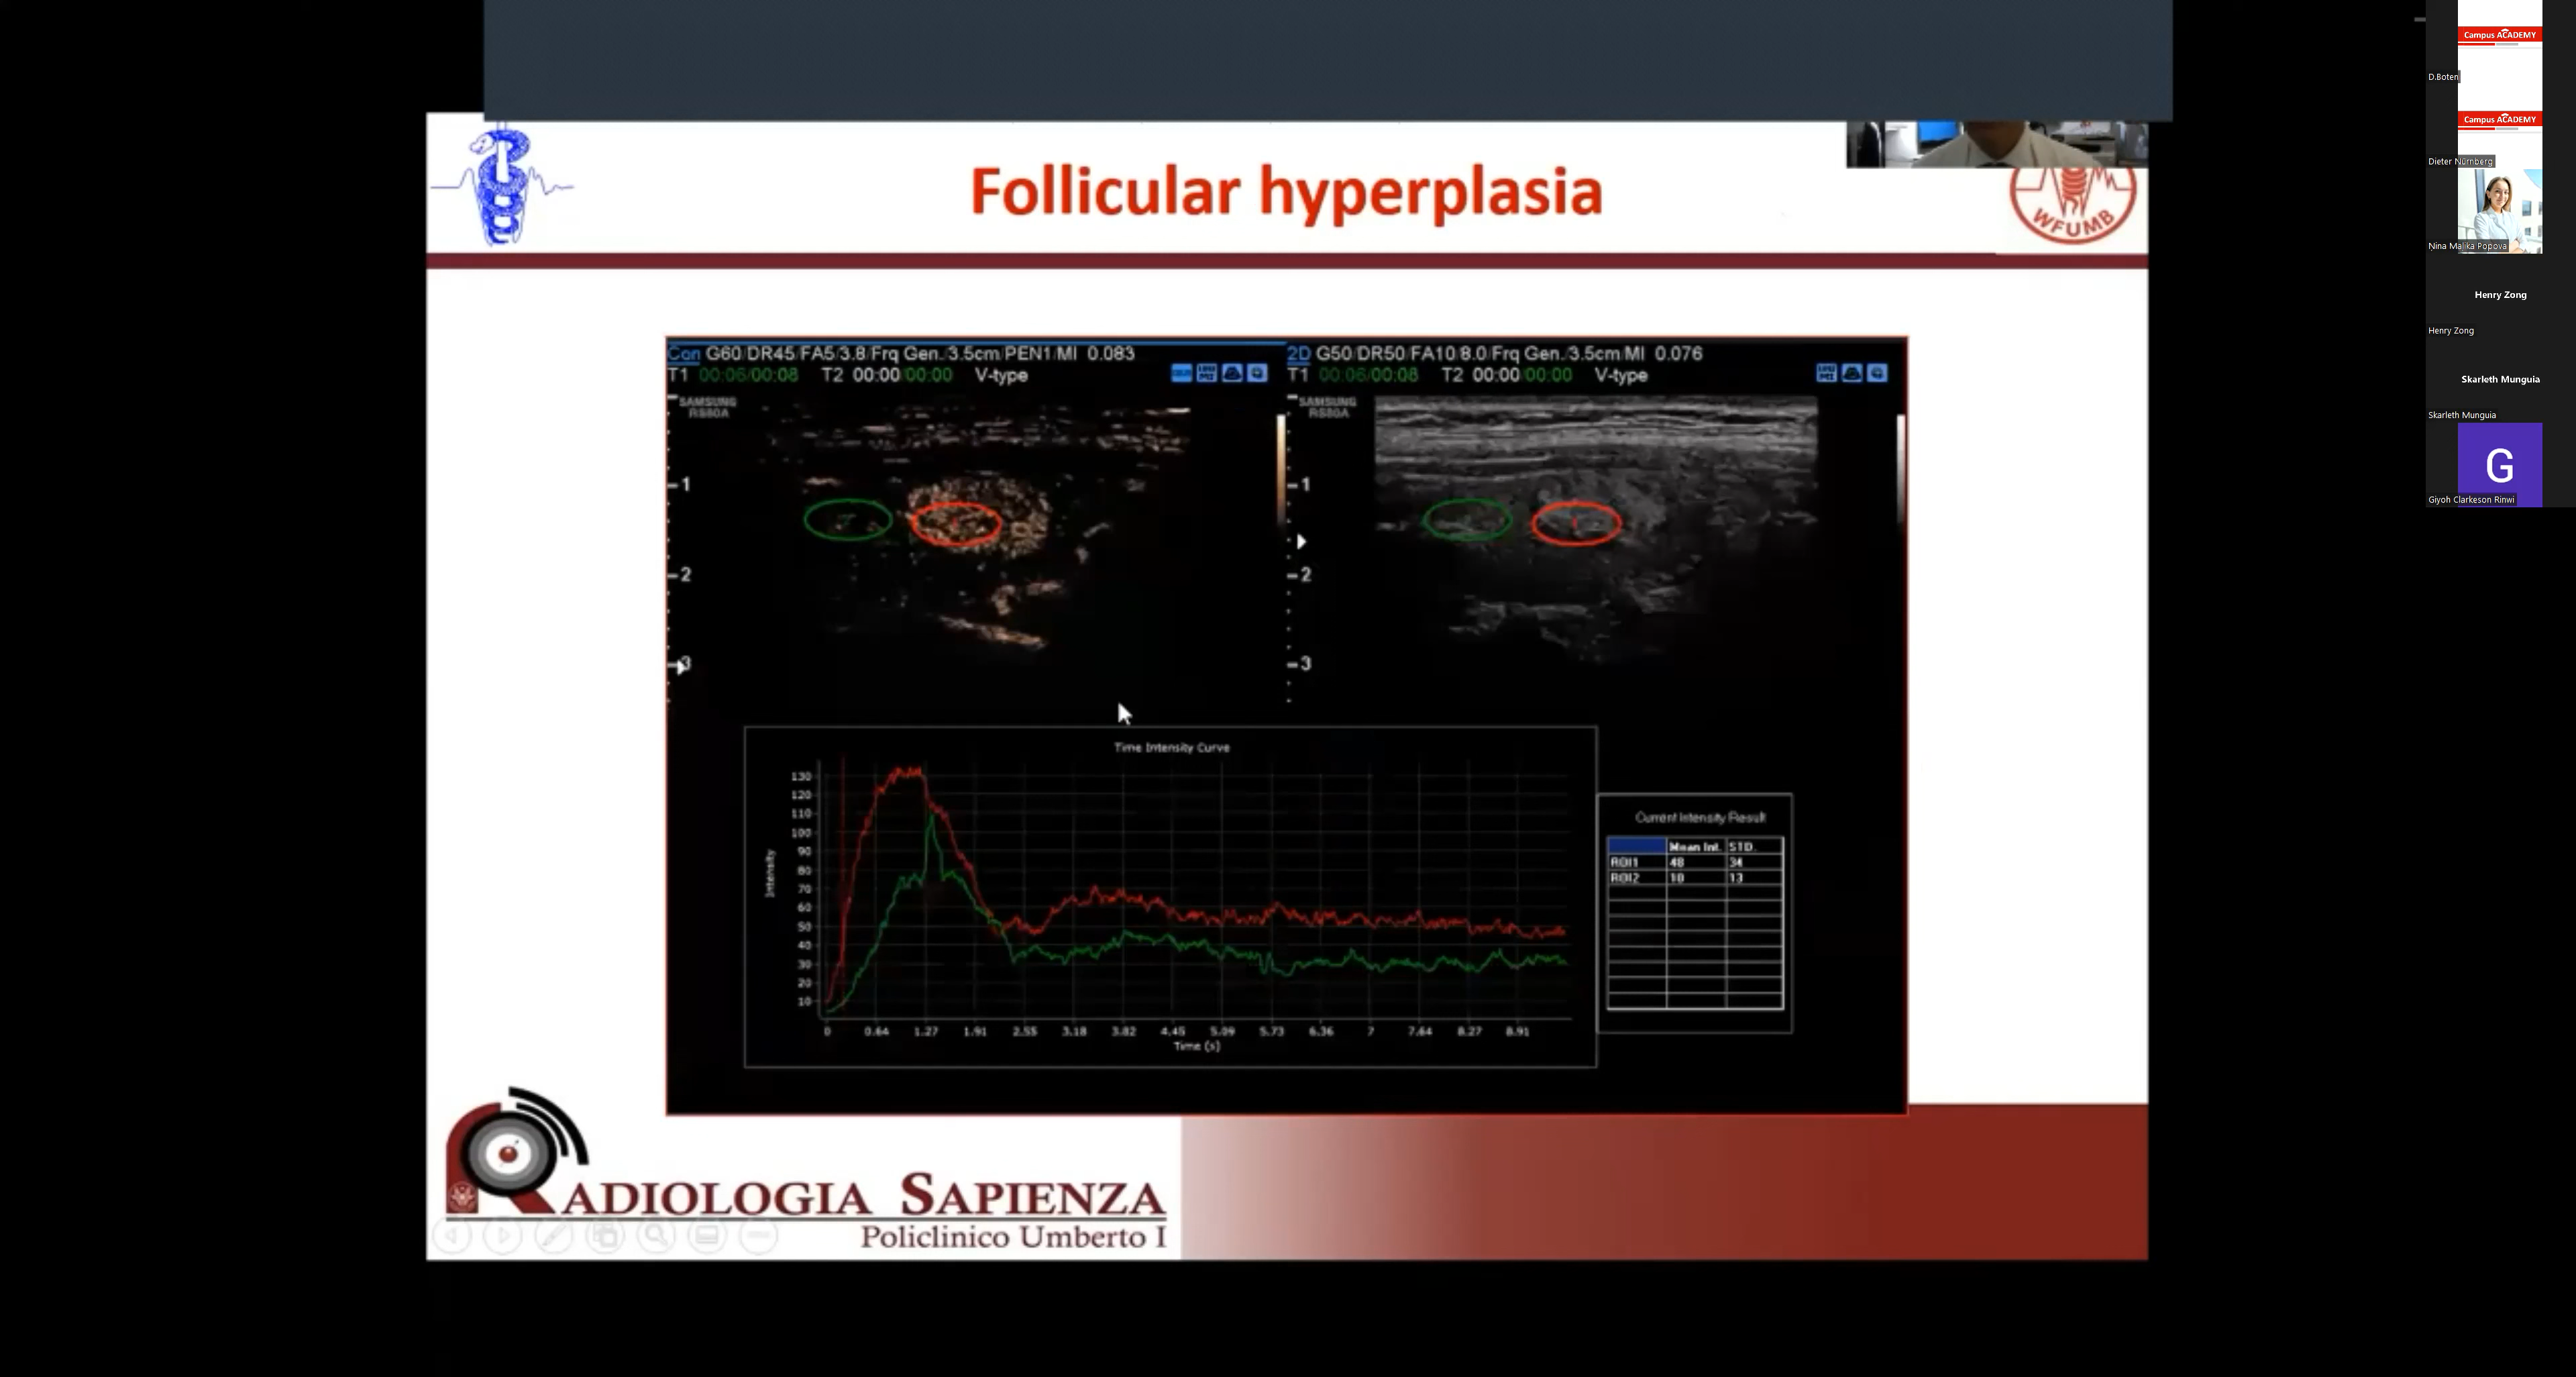 Follicular hyperplasia
WFUMB
Con G60/DR45/FA5/3.8/Frq Gen./3.5cm/PEN1/MI 0.083
T1 00:06/00:08 T2 00:00/00:00 V-type
SAMSUNG
RS80A
1
2
3
2D G50/DR50/FA10/8.0/Frq Gen./3.5cm/MI 0.076
T1 00:06/00:08 T2 00:00/00:00 V-type
SAMSUNG
RS80A
1
2
3
Time Intensity Curve
Intensity
130
120
110
100
90
80
70
60
50
40
30
20
10
0 0.64 1.27 1.91 2.55 3.18 3.82 4.45 5.09 5.73 6.36 7 7.64 8.27 8.91
Time (s)
Current Intensity Result
Mean Int. STD.
ROI1 48 34
ROI2 10 13
RADIOLOGIA SAPIENZA
Policlinico Umberto I
Campus ACADEMY
D.Boten
Campus ACADEMY
Dieter Nürnberg
Nina Malika Popova
Henry Zong
Henry Zong
Skarleth Munguia
Skarleth Munguia
G
Giyoh Clarkeson Rinwi